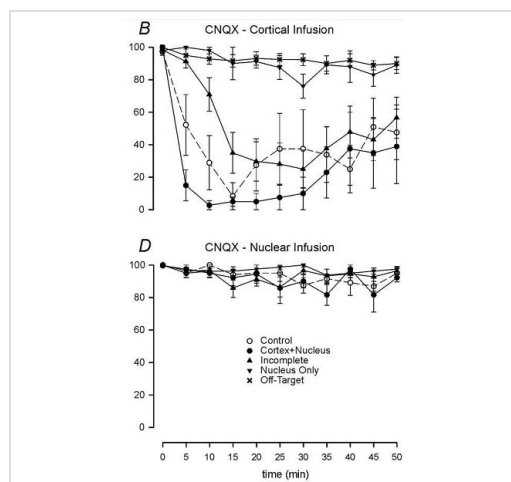 B
CNQX - Cortical Infusion
100
80
60
40
20
0
D
CNQX - Nuclear Infusion
100
80
60
40
20
0
Control
Cortex+Nucleus
Incomplete
Nucleus Only
Off-Target
0 5 10 15 20 25 30 35 40 45 50
time (min)